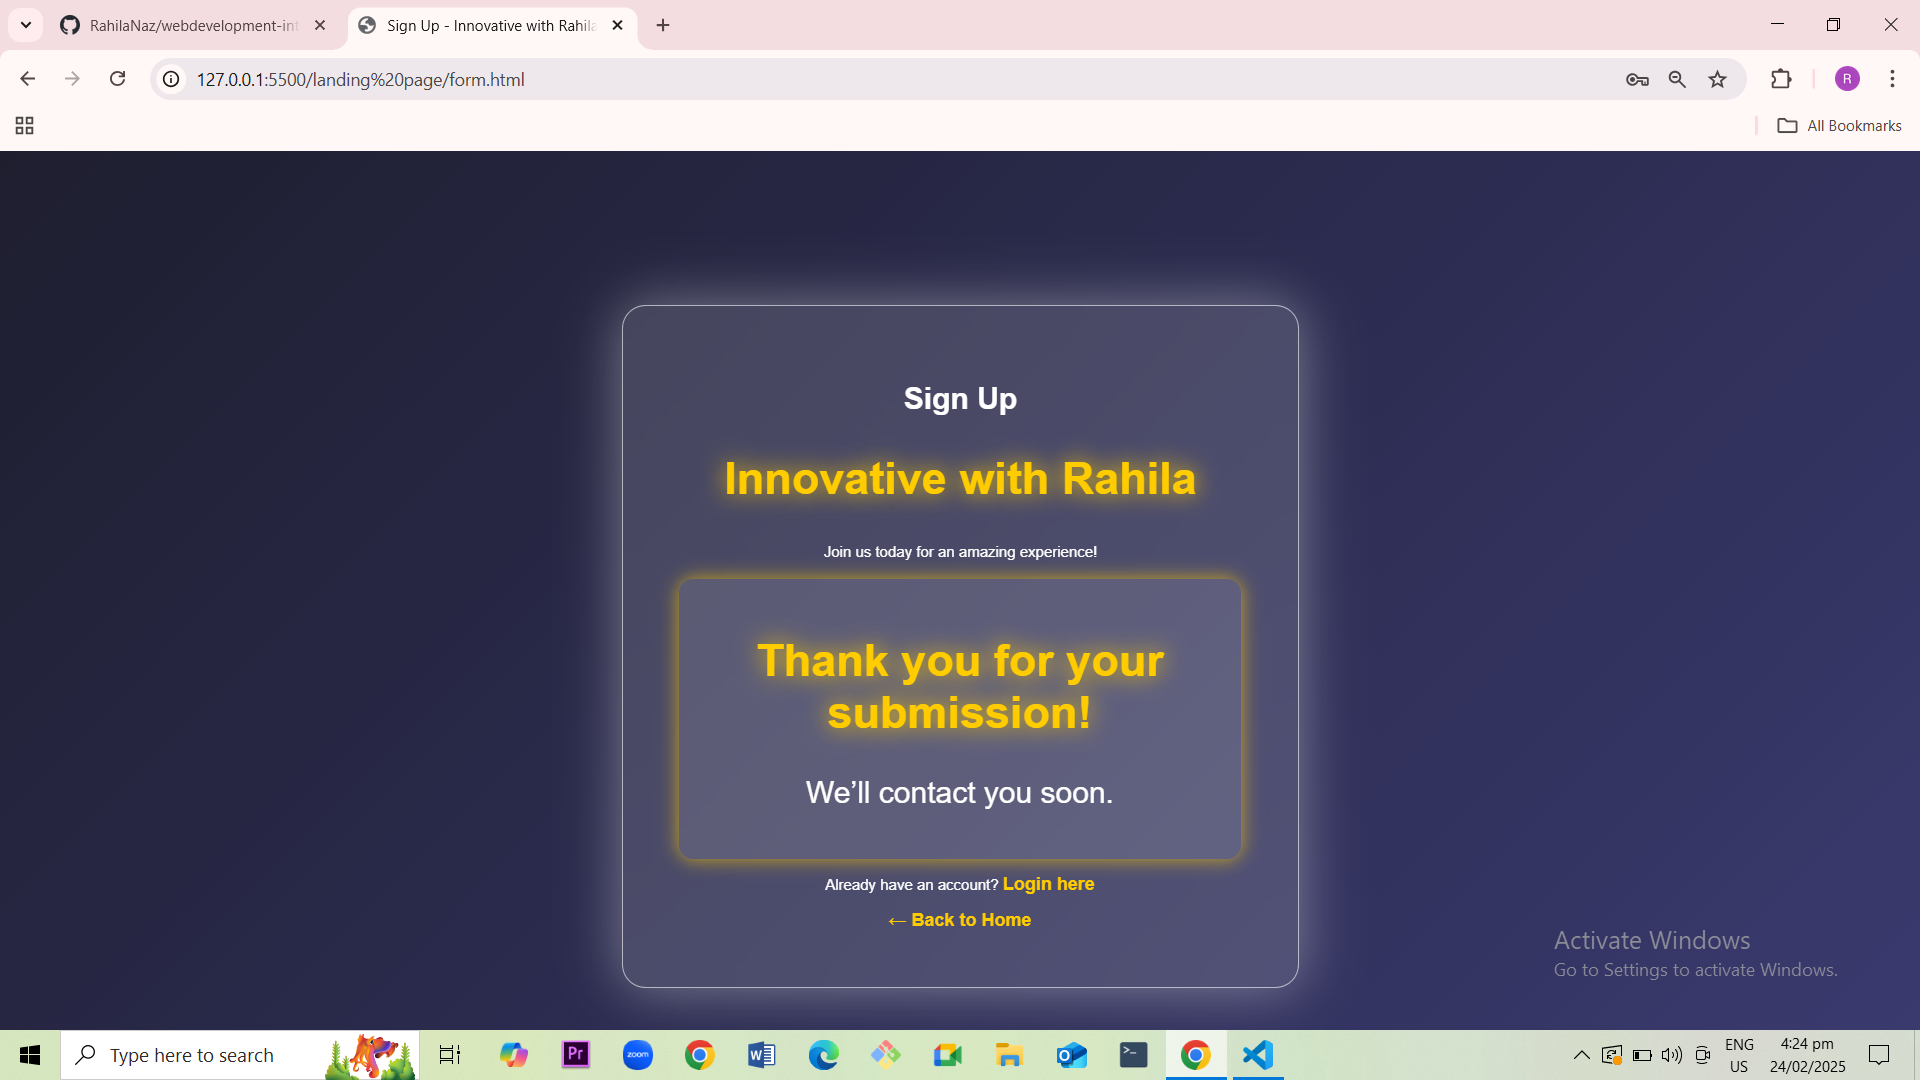 RahilaNaz/webdevelopment-int
Sign Up - Innovative with Rahila
127.0.0.1:5500/landing%20page/form.html
R
All Bookmarks
Sign Up
Innovative with Rahila
Join us today for an amazing experience!
Thank you for your
submission!
We’ll contact you soon.
Already have an account? Login here
← Back to Home
Activate Windows
Go to Settings to activate Windows.
Type here to search
Pr
zoom
ENG
US
4:24 pm
24/02/2025